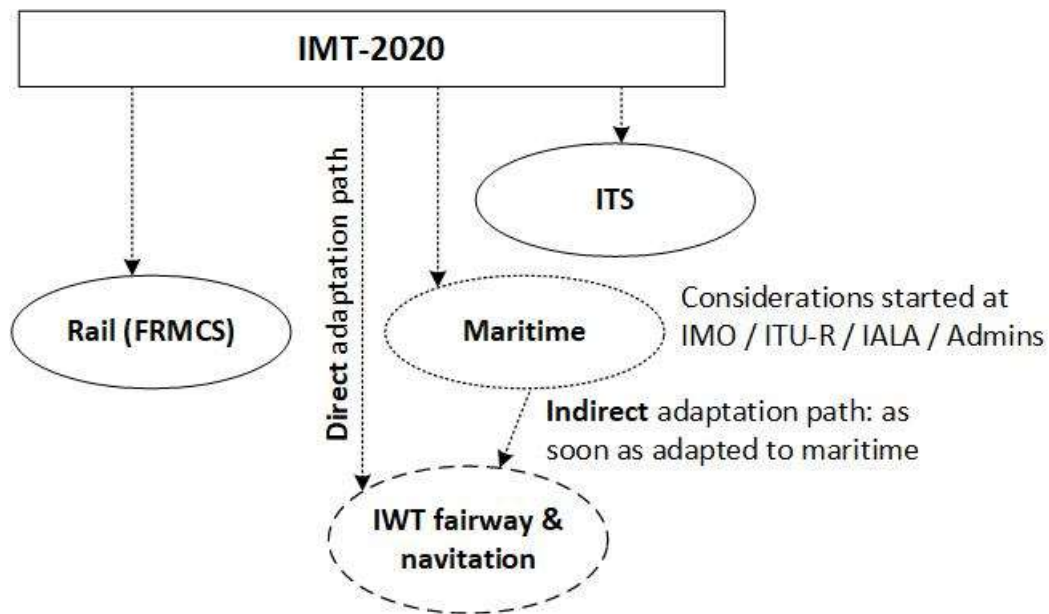 IMT-2020
Direct adaptation path
ITS
Rail (FRMCS)
Maritime
Considerations started at
IMO / ITU-R / IALA / Admins
Indirect adaptation path: as
soon as adapted to maritime
IWT fairway &
navitation